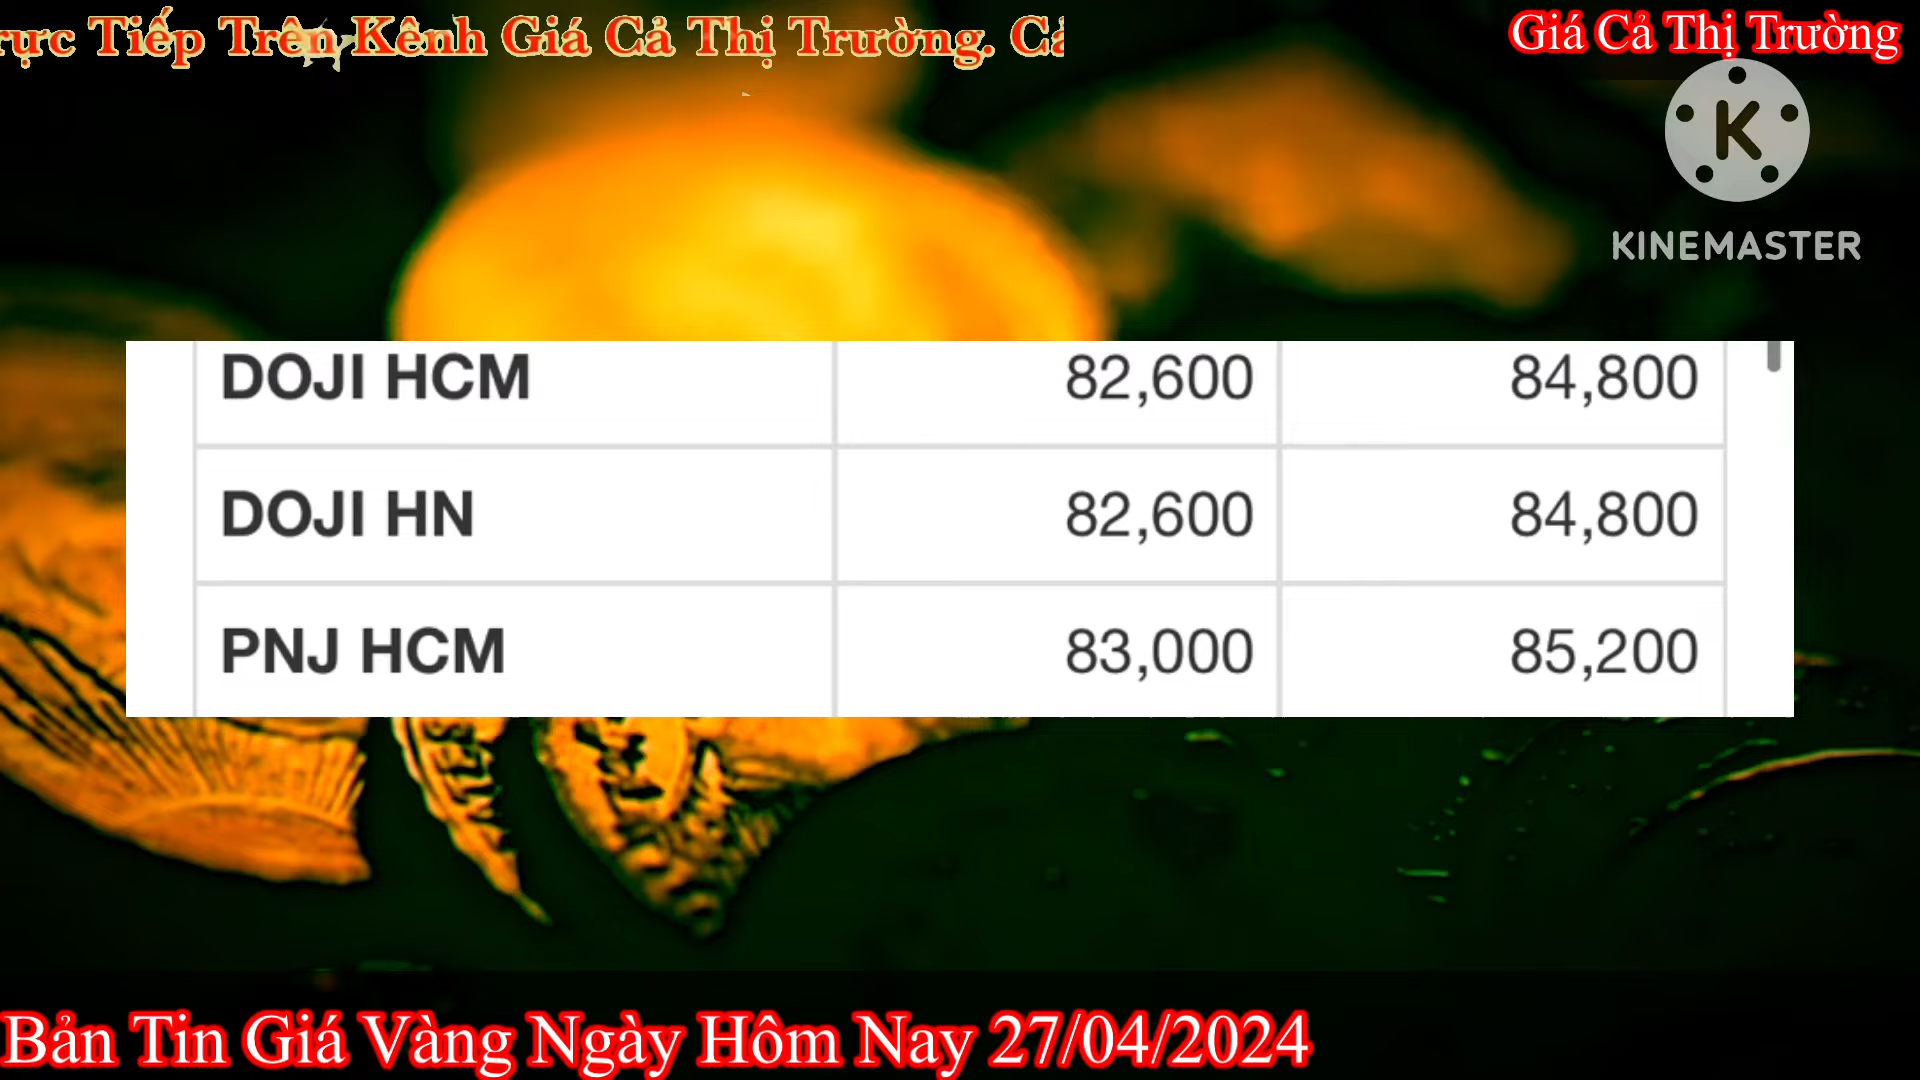 Tiếp Trên Kênh Giá Cả Thị Trường.
Giá Cả Thị Trường
K
KINEMASTER
DOJI HCM 82,600 84,800
DOJI HN 82,600 84,800
PNJ HCM 83,000 85,200
Bản Tin Giá Vàng Ngày Hôm Nay 27/04/2024